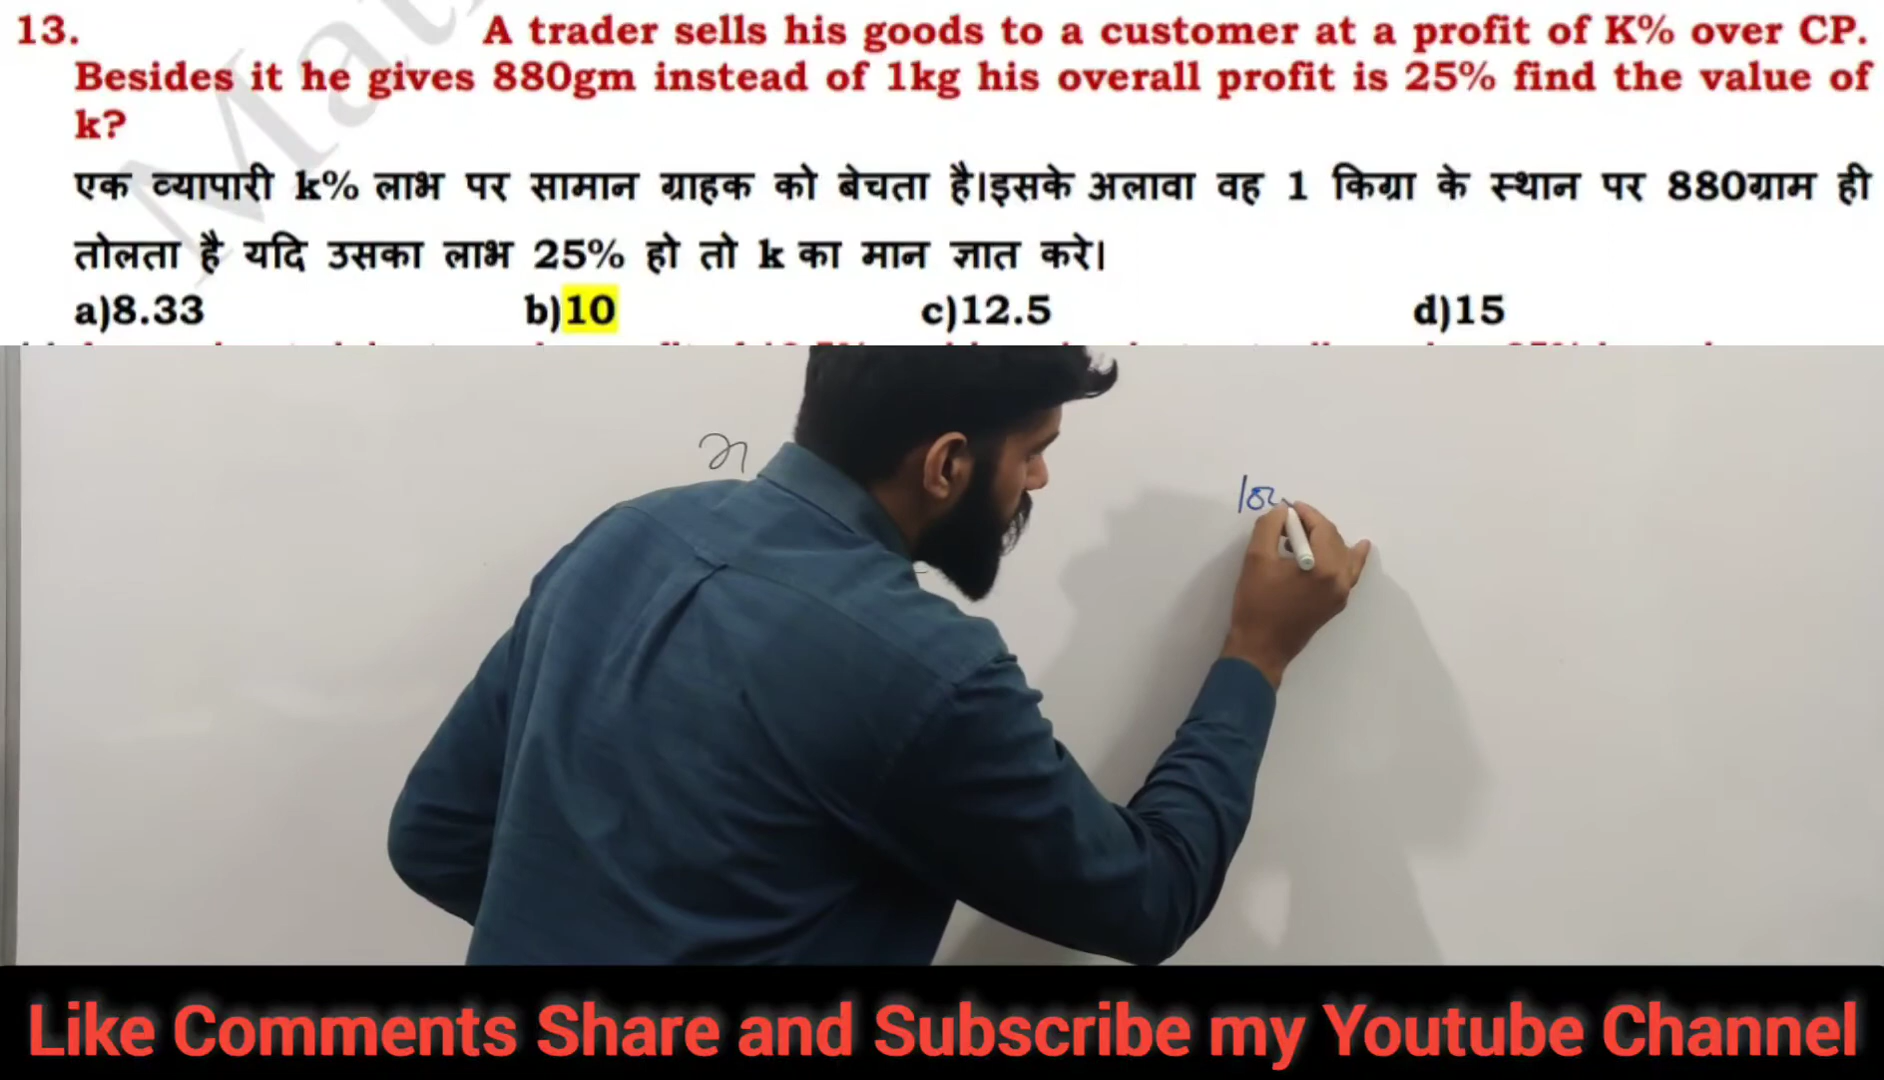 13. A trader sells his goods to a customer at a profit of K% over CP.
Besides it he gives 880gm instead of 1kg his overall profit is 25% find the value of
k?
एक व्यापारी k% लाभ पर सामान ग्राहक को बेचता है।इसके अलावा वह 1 किग्रा के स्थान पर 880ग्राम ही
तोलता है यदि उसका लाभ 25% हो तो k का मान ज्ञात करे।
a)8.33 b)10 c)12.5 d)15
Like Comments Share and Subscribe my Youtube Channel